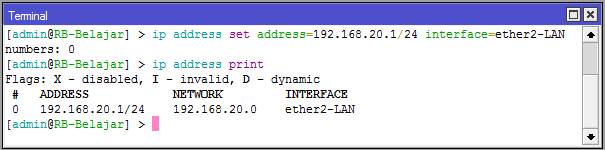 Terminal
[admin@RB-Belajar] > ip address set address=192.168.20.1/24 interface=ether2-LAN
numbers: 0
[admin@RB-Belajar] > ip address print
Flags: X - disabled, I - invalid, D - dynamic
 #   ADDRESS            NETWORK         INTERFACE
 0   192.168.20.1/24    192.168.20.0    ether2-LAN
[admin@RB-Belajar] >